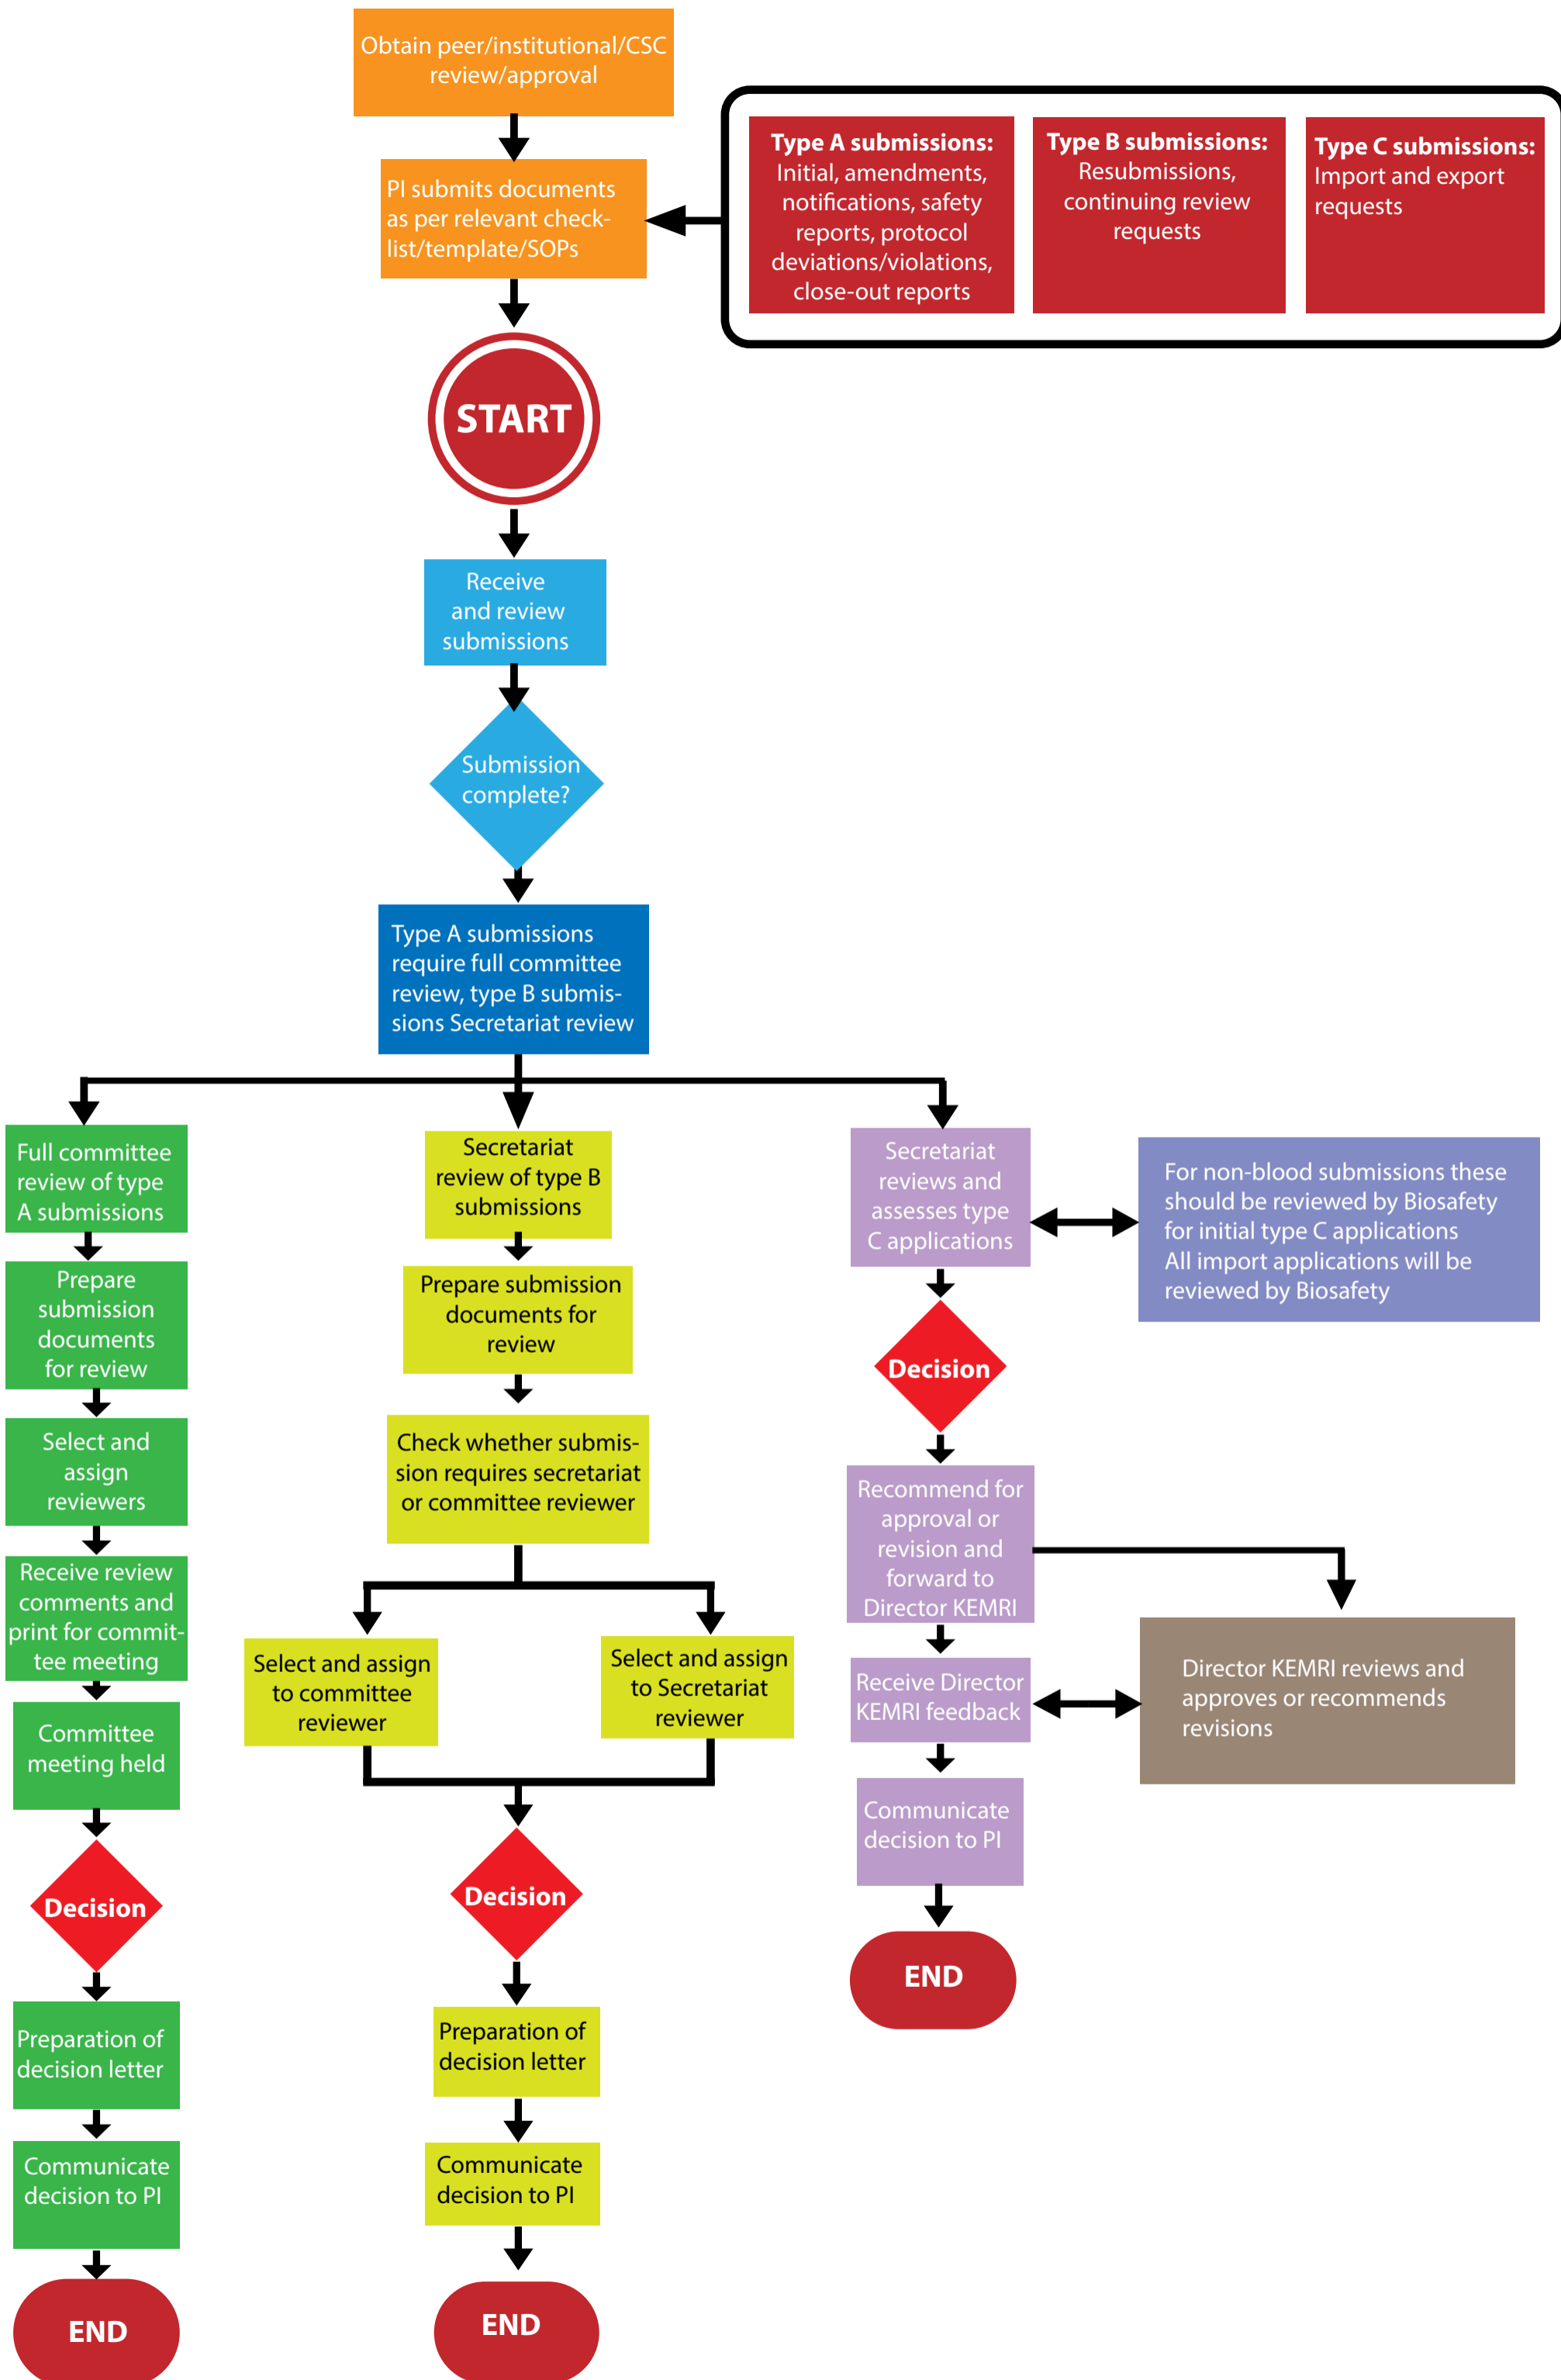 Obtain peer/institutional/CSC
review/approval
PI submits documents
as per relevant check-
list/template/SOPs
Type A submissions:
Initial, amendments,
notifications, safety
reports, protocol
deviations/violations,
close-out reports
Type B submissions:
Resubmissions,
continuing review
requests
Type C submissions:
Import and export
requests
START
Receive
and review
submissions
Submission
complete?
Type A submissions
require full committee
review, type B submis-
sions Secretariat review
Full committee
review of type
A submissions
Prepare
submission
documents
for review
Select and
assign
reviewers
Receive review
comments and
print for commit-
tee meeting
Committee
meeting held
Decision
Preparation of
decision letter
Communicate
decision to PI
END
Secretariat
review of type B
submissions
Prepare submission
documents for
review
Check whether submis-
sion requires secretariat
or committee reviewer
Select and assign
to committee
reviewer
Select and assign
to Secretariat
reviewer
Decision
Preparation of
decision letter
Communicate
decision to PI
END
Secretariat
reviews and
assesses type
C applications
For non-blood submissions these
should be reviewed by Biosafety
for initial type C applications
All import applications will be
reviewed by Biosafety
Decision
Recommend for
approval or
revision and
forward to
Director KEMRI
Receive Director
KEMRI feedback
Director KEMRI reviews and
approves or recommends
revisions
Communicate
decision to PI
END